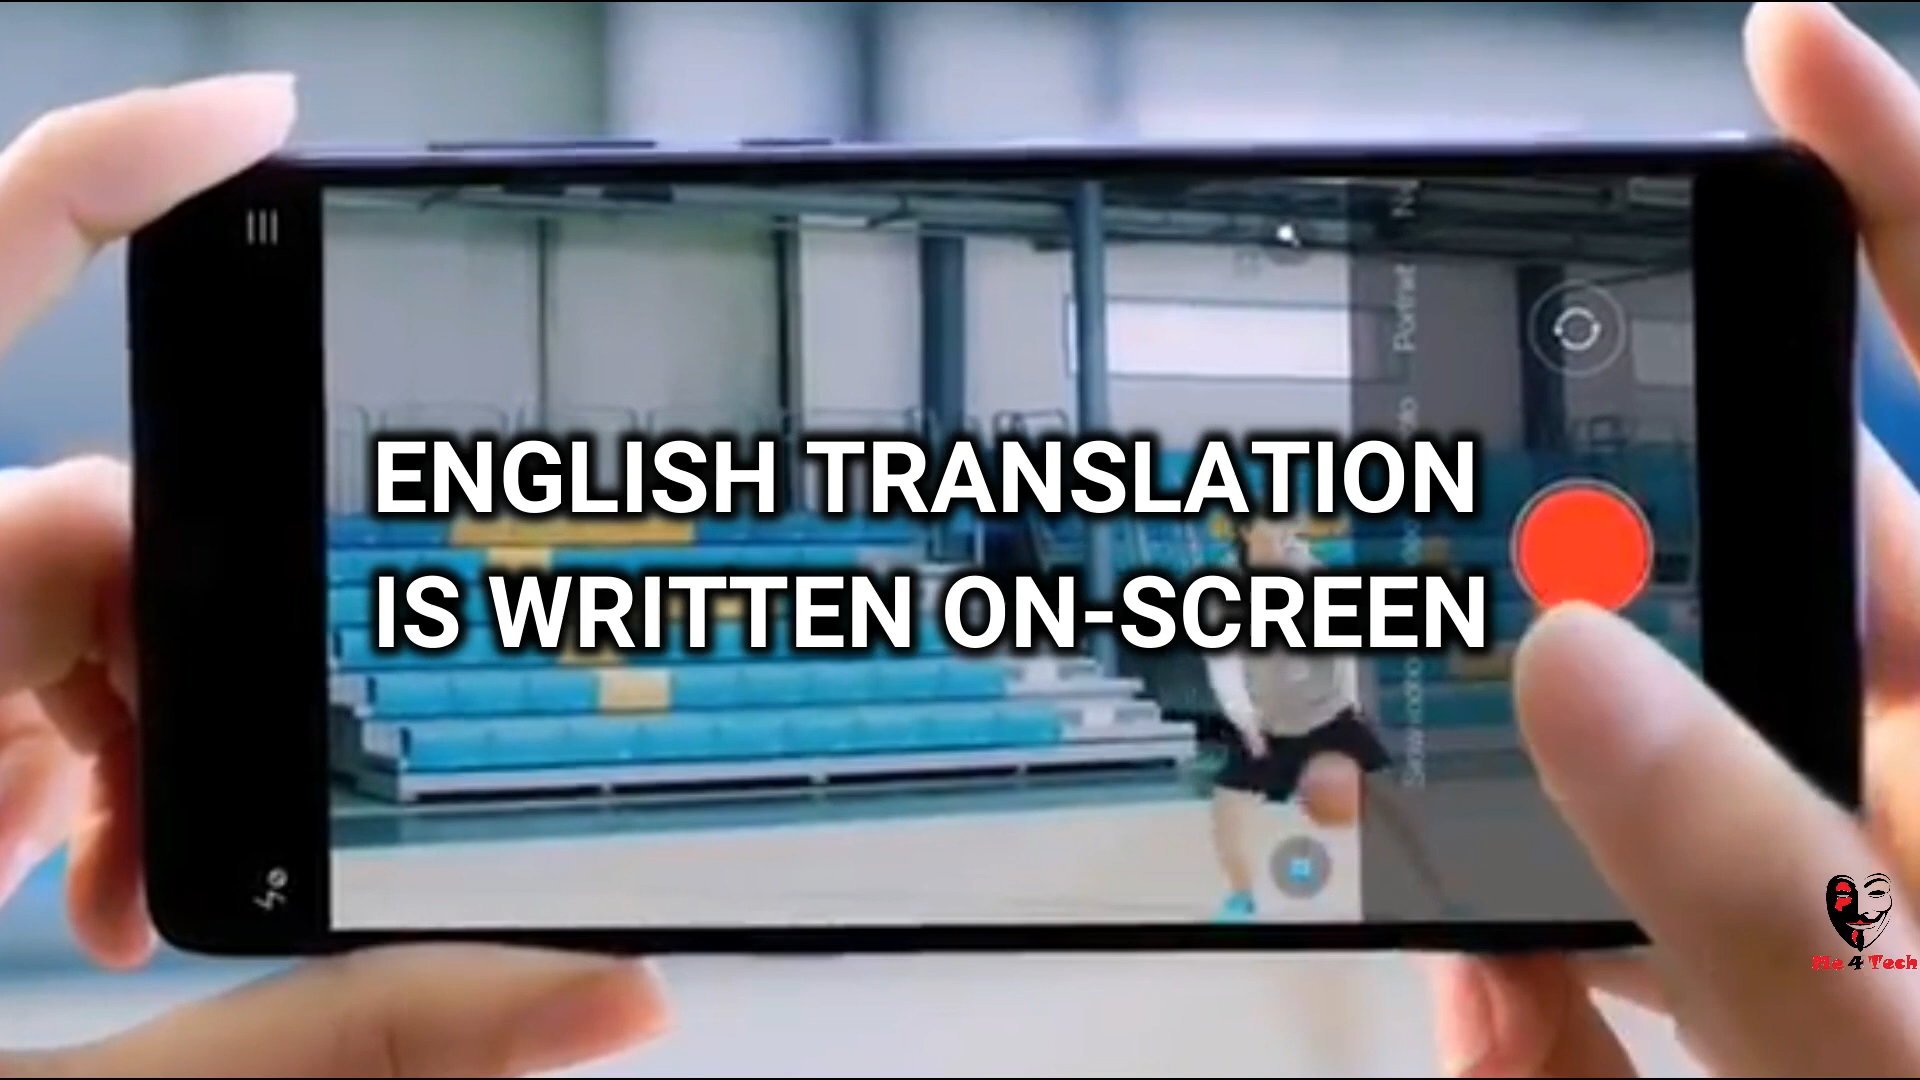 ENGLISH TRANSLATION
IS WRITTEN ON-SCREEN
Portrait
Me 4 Tech